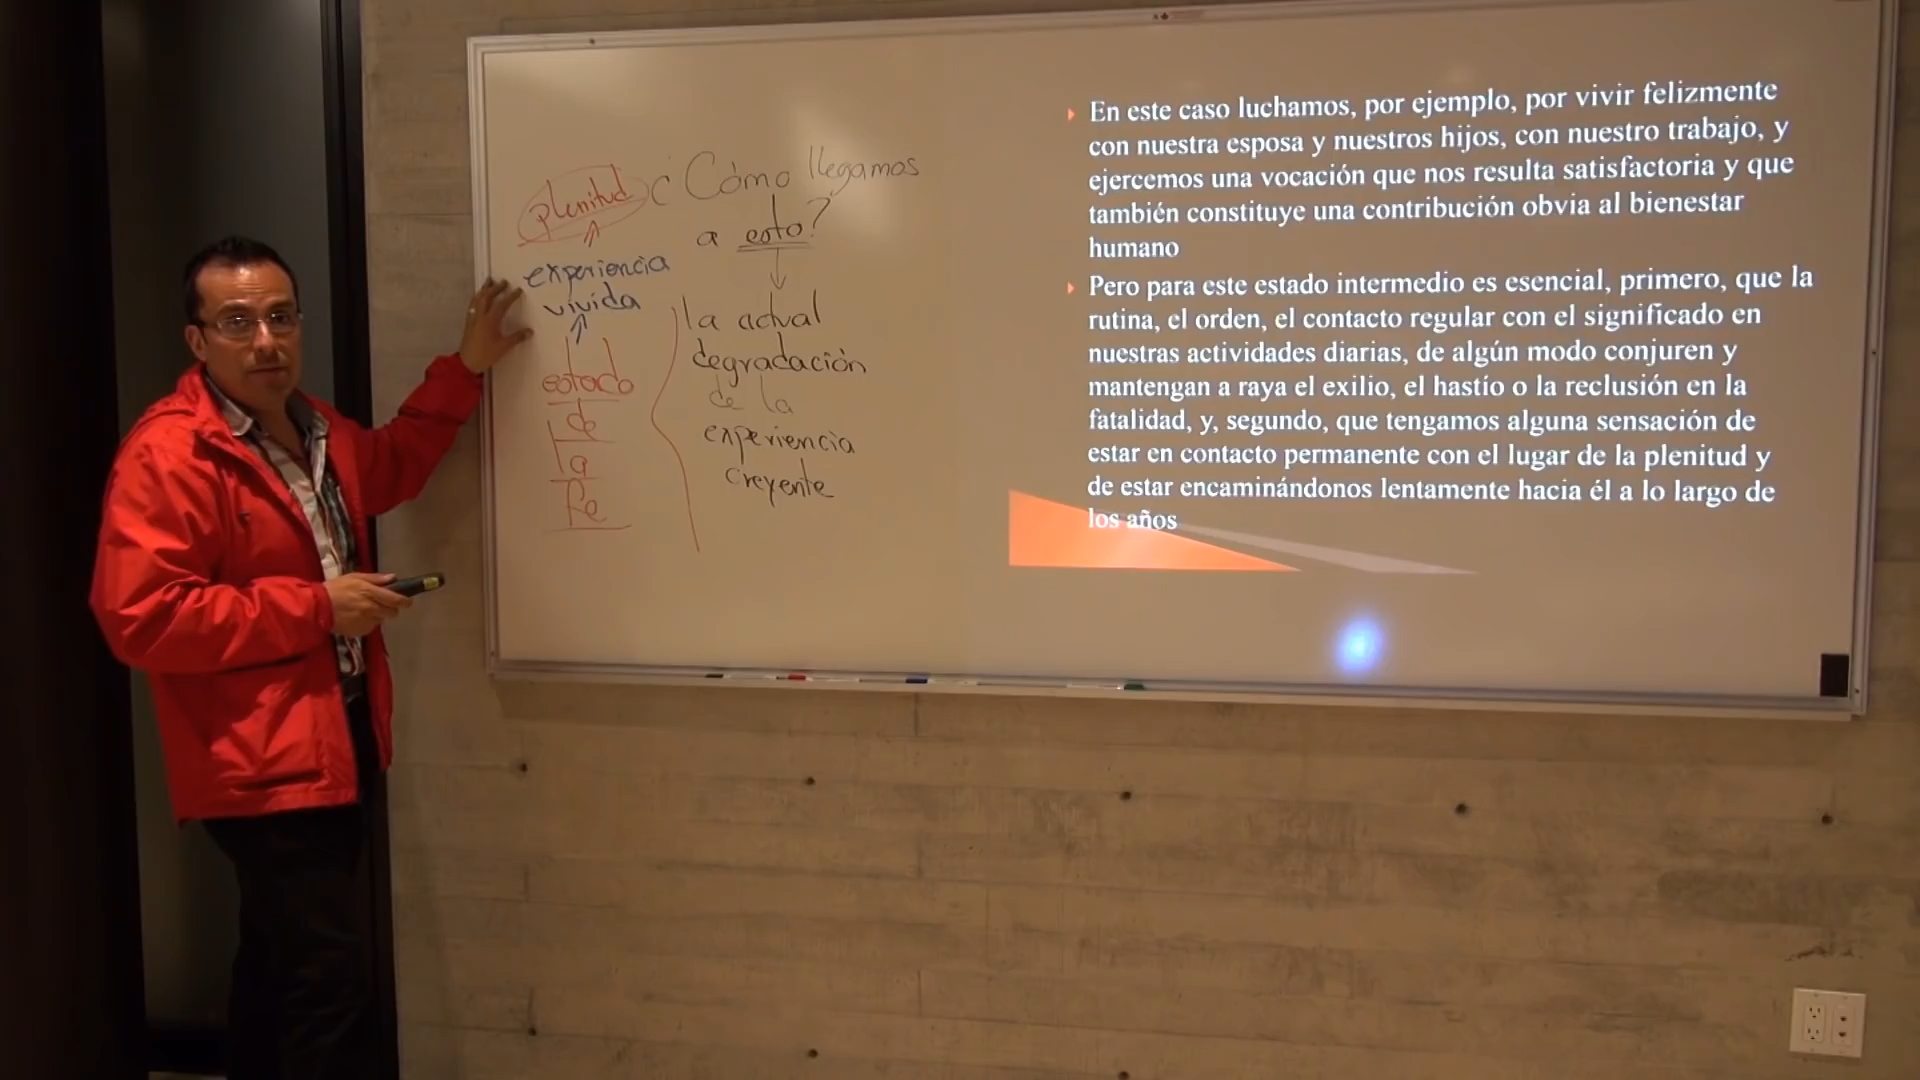 plenitud
experiencia
vivida
estado
de
la
fe
¿Cómo llegamos
a esto?
la actual
degradación
de la
experiencia
creyente
En este caso luchamos, por ejemplo, por vivir felizmente
con nuestra esposa y nuestros hijos, con nuestro trabajo, y
ejercemos una vocación que nos resulta satisfactoria y que
también constituye una contribución obvia al bienestar
humano
Pero para este estado intermedio es esencial, primero, que la
rutina, el orden, el contacto regular con el significado en
nuestras actividades diarias, de algún modo conjuren y
mantengan a raya el exilio, el hastío o la reclusión en la
fatalidad, y, segundo, que tengamos alguna sensación de
estar en contacto permanente con el lugar de la plenitud y
de estar encaminándonos lentamente hacia él a lo largo de
los años